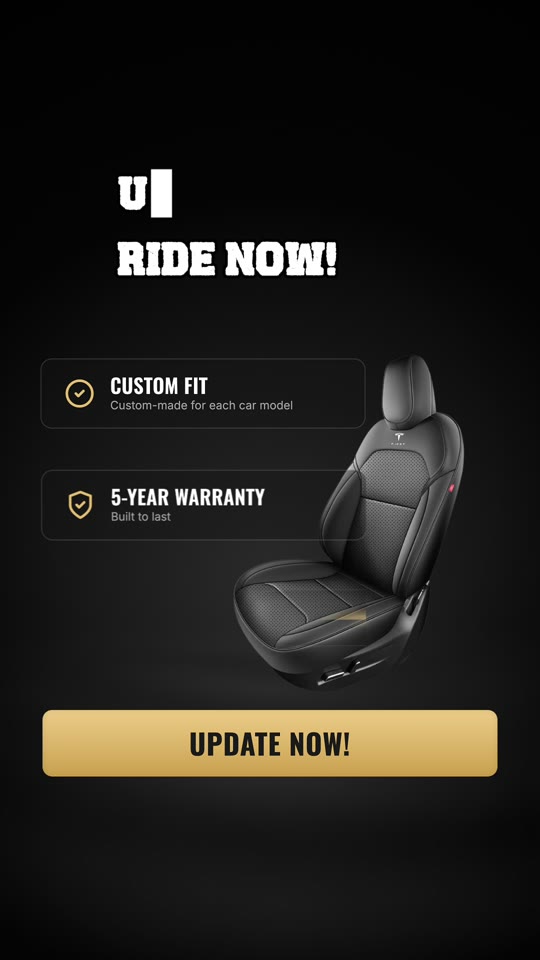 U
RIDE NOW!
CUSTOM FIT
Custom-made for each car model
5-YEAR WARRANTY
Built to last
UPDATE NOW!